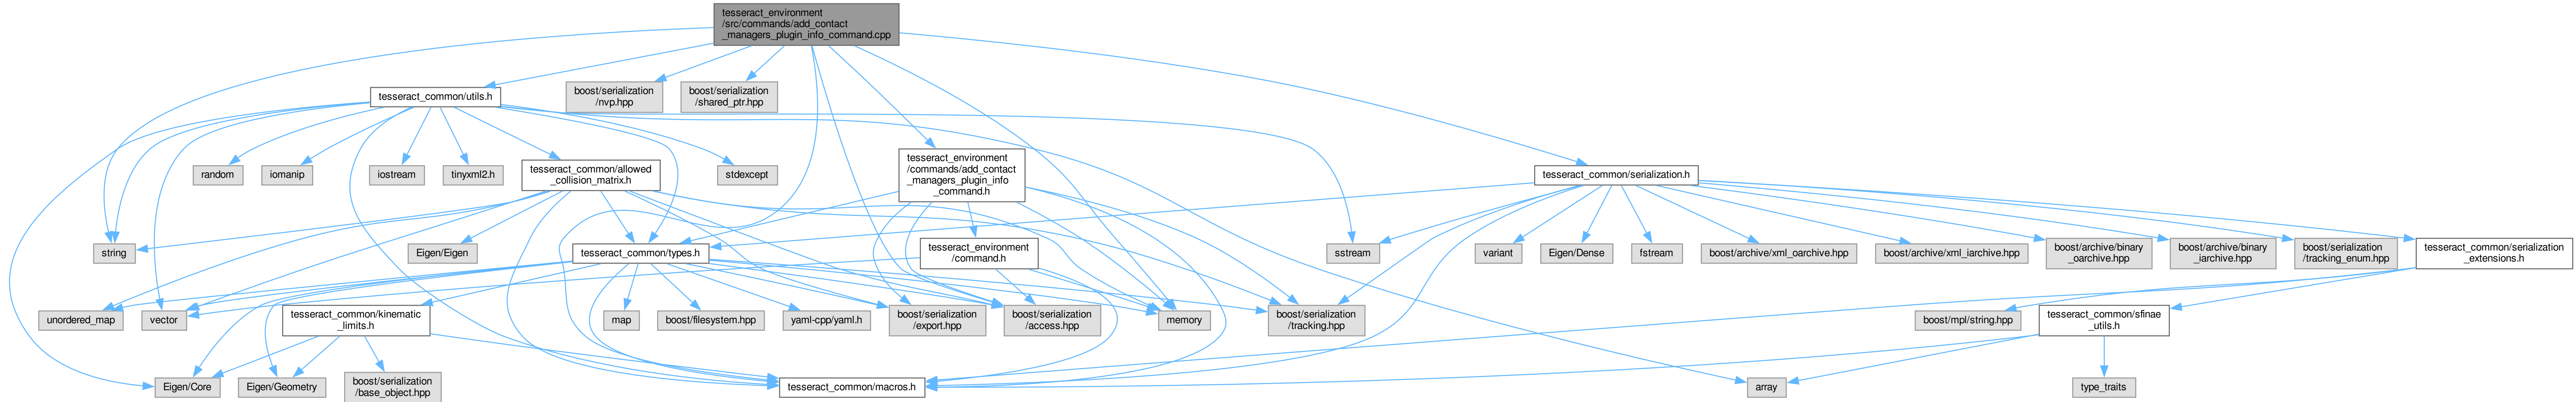 tesseract_environment
/src/commands/add_contact
_managers_plugin_info_command.cpp
tesseract_common/utils.h
boost/serialization
/nvp.hpp
boost/serialization
/shared_ptr.hpp
random
iomanip
iostream
tinyxml2.h
tesseract_common/allowed
_collision_matrix.h
stdexcept
tesseract_environment
/commands/add_contact
_managers_plugin_info
_command.h
tesseract_common/serialization.h
string
Eigen/Eigen
tesseract_common/types.h
tesseract_environment
/command.h
sstream
variant
Eigen/Dense
fstream
boost/archive/xml_oarchive.hpp
boost/archive/xml_iarchive.hpp
boost/archive/binary
_oarchive.hpp
boost/archive/binary
_iarchive.hpp
boost/serialization
/tracking_enum.hpp
tesseract_common/serialization
_extensions.h
unordered_map
vector
tesseract_common/kinematic
_limits.h
map
boost/filesystem.hpp
yaml-cpp/yaml.h
boost/serialization
/export.hpp
boost/serialization
/access.hpp
memory
boost/serialization
/tracking.hpp
boost/mpl/string.hpp
tesseract_common/sfinae
_utils.h
Eigen/Core
Eigen/Geometry
boost/serialization
/base_object.hpp
tesseract_common/macros.h
array
type_traits